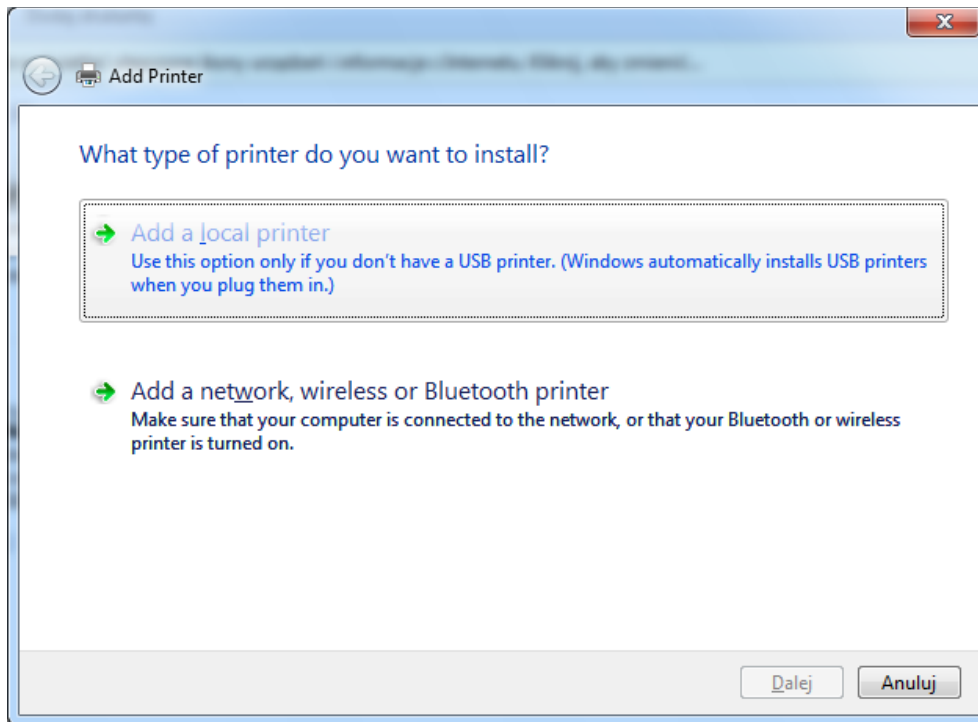 Add Printer
What type of printer do you want to install?
Add a local printer
Use this option only if you don't have a USB printer. (Windows automatically installs USB printers
when you plug them in.)
Add a network, wireless or Bluetooth printer
Make sure that your computer is connected to the network, or that your Bluetooth or wireless
printer is turned on.
Dalej
Anuluj